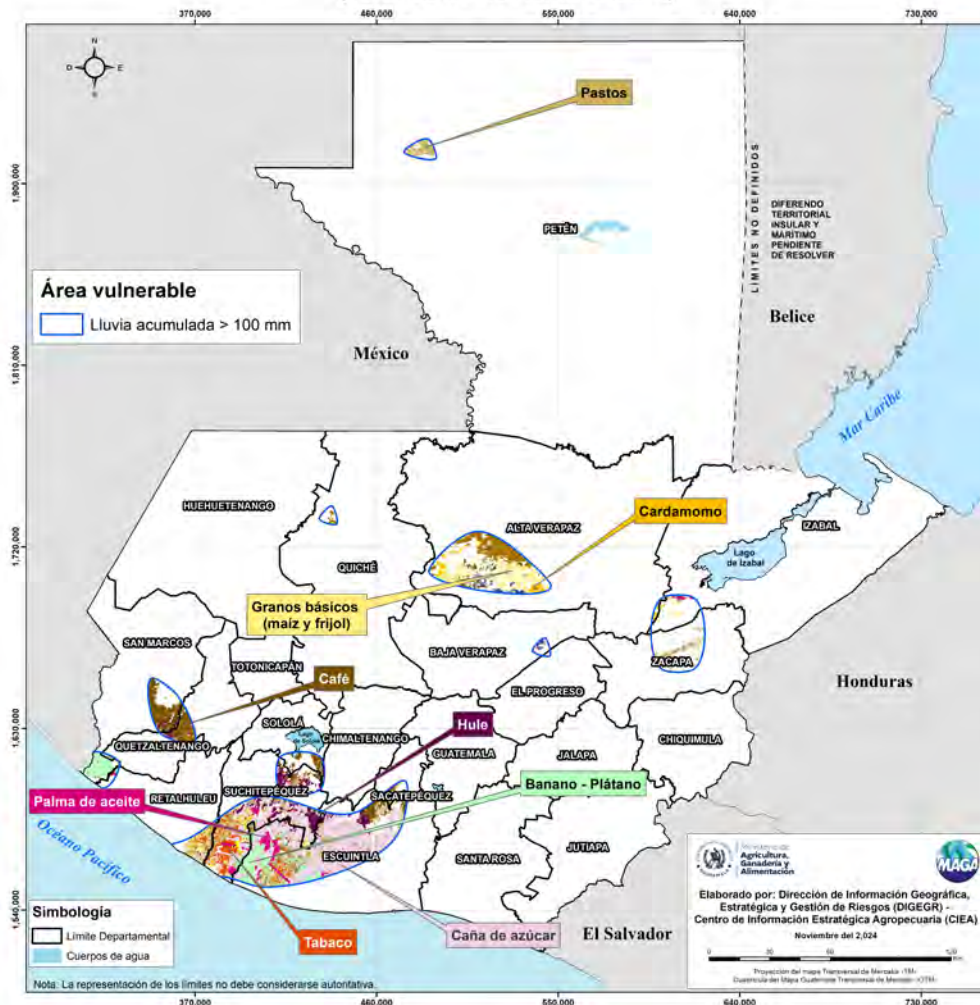 370,000
460,000
550,000
640,000
730,000
N
O
E
S
Pastos
1,900,000
LIMITES NO DEFINIDOS
DIFERENDO
TERRITORIAL
INSULAR Y
MARÍTIMO
PENDIENTE
DE RESOLVER
PETÉN
Área vulnerable
Lluvia acumulada > 100 mm
Belice
México
1,810,000
Mar Caribe
HUEHUETENANGO
Cardamomo
ALTA VERAPAZ
IZABAL
1,720,000
QUICHÉ
Lago
de Izabal
Granos básicos
(maíz y frijol)
SAN MARCOS
BAJA VERAPAZ
TOTONICAPÁN
ZACAPA
Café
EL PROGRESO
Honduras
SOLOLÁ
Hule
1,630,000
CHIMALTENANGO
CHIQUIMULA
QUETZALTENANGO
GUATEMALA
JALAPA
Banano - Plátano
SUCHITEPÉQUEZ
SACATEPÉQUEZ
Palma de aceite
RETALHULEU
Océano Pacífico
ESCUINTLA
SANTA ROSA
JUTIAPA
Ministerio de
Agricultura,
Ganadería y
Alimentación
MAGA
Elaborado por: Dirección de Información Geográfica,
Estratégica y Gestión de Riesgos (DIGEGR) -
Centro de Información Estratégica Agropecuaria (CIEA)
Noviembre del 2,024
Simbología
Límite Departamental
Cuerpos de agua
1,540,000
Tabaco
Caña de azúcar
El Salvador
Nota: La representación de los límites no debe considerarse autoritativa.
370,000
460,000
550,000
640,000
730,000